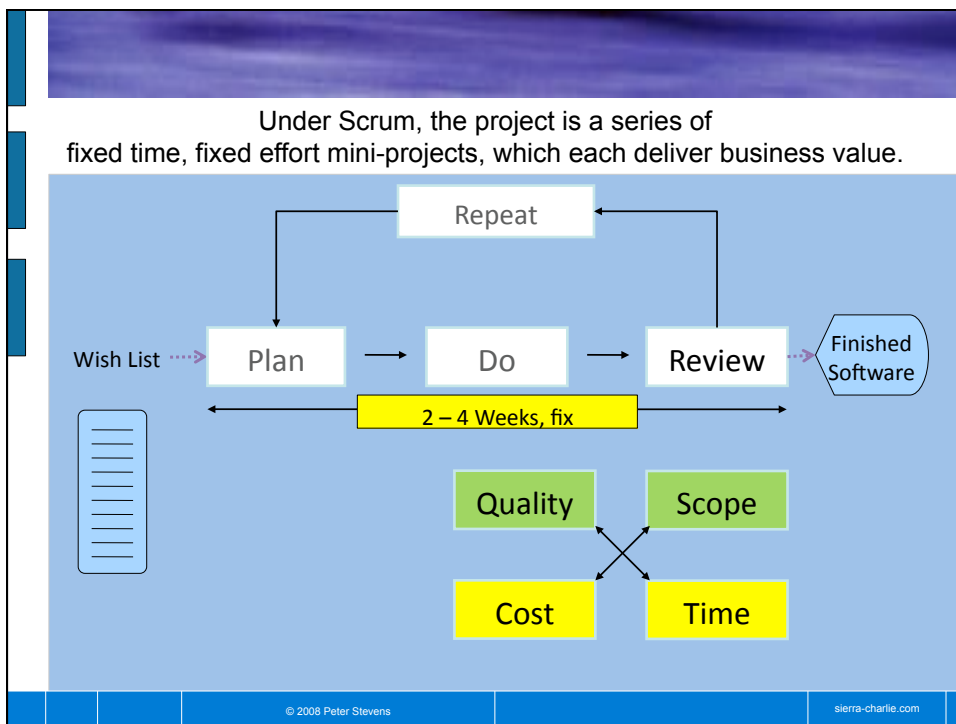 Under Scrum, the project is a series of
fixed time, fixed effort mini-projects, which each deliver business value.
Repeat
Wish List
Plan
Do
Review
Finished
Software
2 – 4 Weeks, fix
Quality
Scope
Cost
Time
© 2008 Peter Stevens
sierra-charlie.com